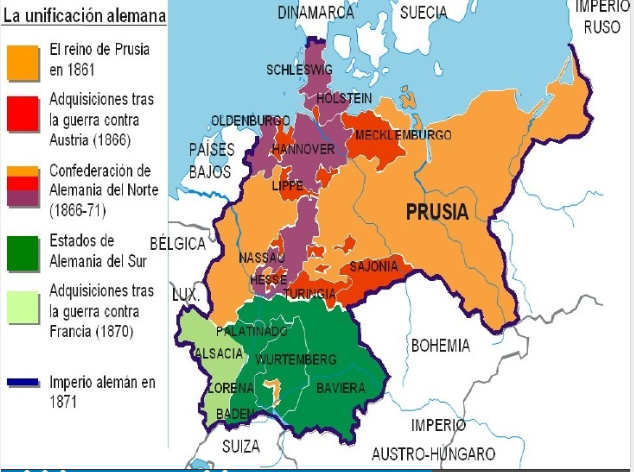 La unificación alemana
El reino de Prusia
en 1861
Adquisiciones tras
la guerra contra
Austria (1866)
Confederación de
Alemania del Norte
(1866-71)
Estados de
Alemania del Sur
Adquisiciones tras
la guerra contra
Francia (1870)
Imperio alemán en
1871
DINAMARCA
SUECIA
IMPERIO
RUSO
SCHLESWIG
HOLSTEIN
OLDENBURGO
MECKLEMBURGO
PAÍSES
BAJOS
HANNOVER
LIPPE
PRUSIA
BÉLGICA
NASSAU
SAJONIA
HESSE
LUX.
TURINGIA
PALATINADO
BOHEMIA
ALSACIA
WURTEMBERG
LORENA
BAVIERA
BADEN
IMPERIO
AUSTRO-HÚNGARO
SUIZA